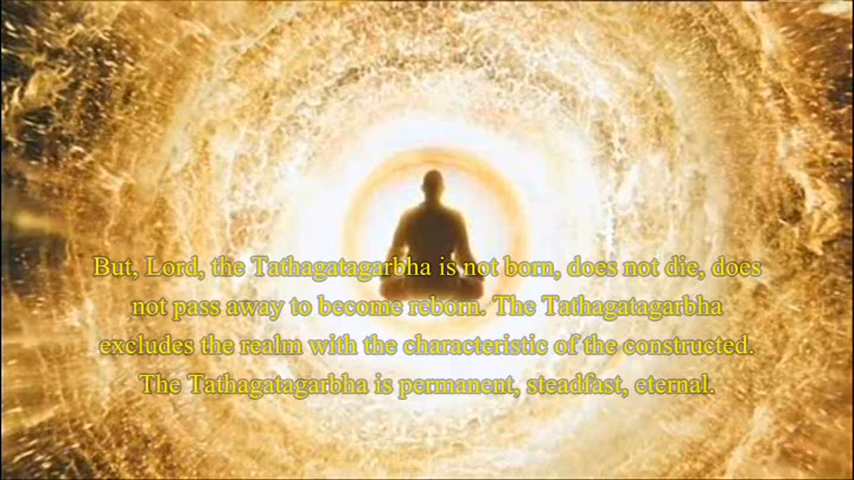 But, Lord, the Tathagatagarbha is not born, does not die, does
not pass away to become reborn. The Tathagatagarbha
excludes the realm with the characteristic of the constructed.
The Tathagatagarbha is permanent, steadfast, eternal.